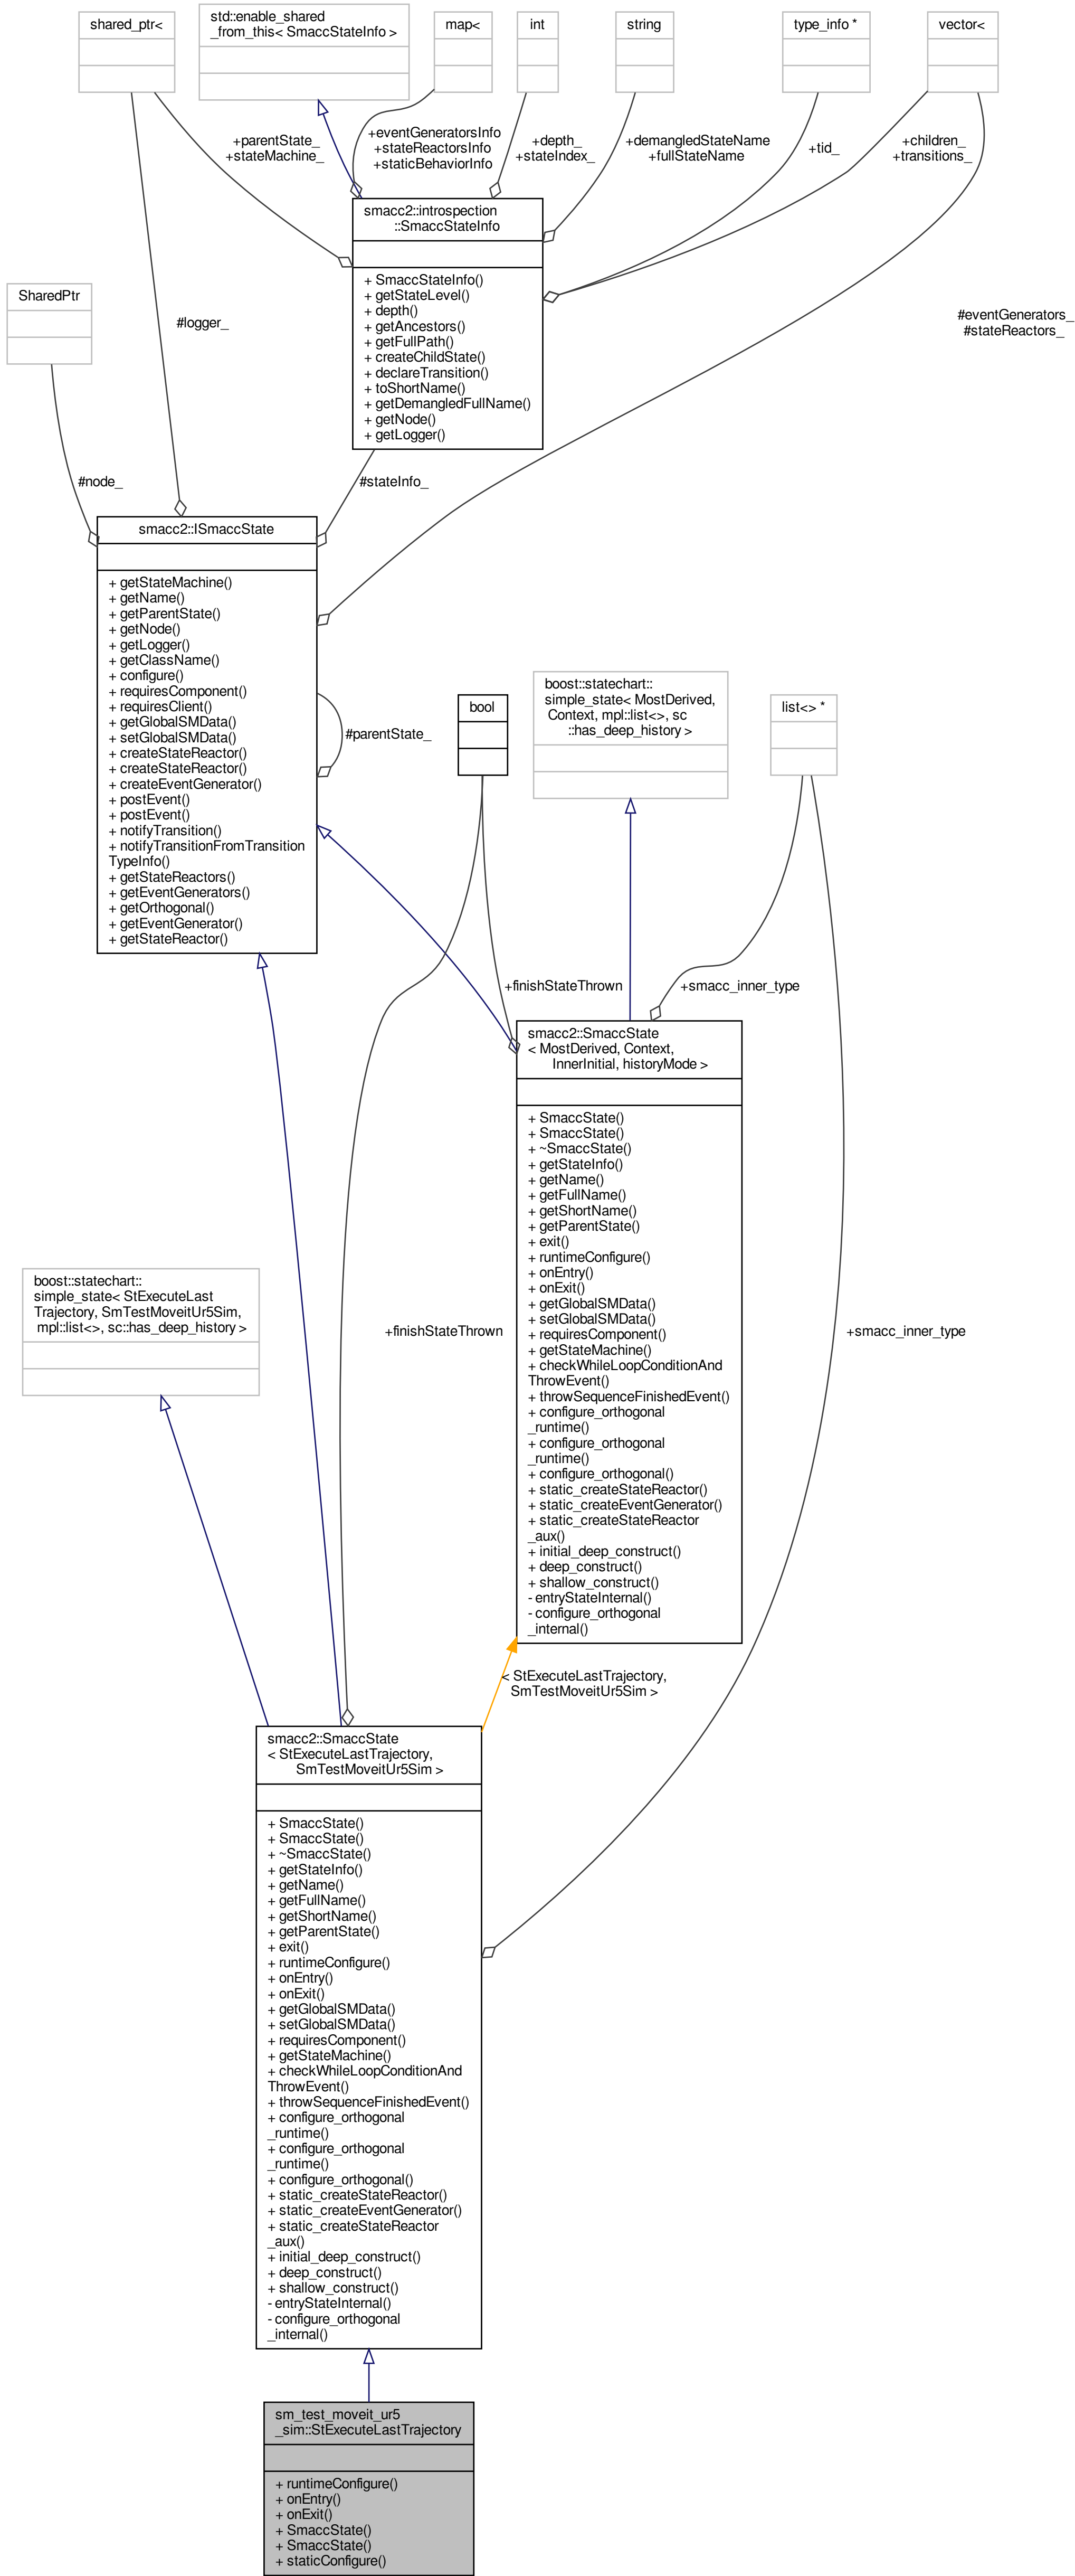 shared_ptr<
std::enable_shared
_from_this< SmaccStateInfo >
map<
int
string
type_info *
vector<
+parentState_
+stateMachine_
+eventGeneratorsInfo
+stateReactorsInfo
+staticBehaviorInfo
+depth_
+stateIndex_
+demangledStateName
+fullStateName
+tid_
+children_
+transitions_
smacc2::introspection
::SmaccStateInfo
+ SmaccStateInfo()
+ getStateLevel()
+ depth()
+ getAncestors()
+ getFullPath()
+ createChildState()
+ declareTransition()
+ toShortName()
+ getDemangledFullName()
+ getNode()
+ getLogger()
SharedPtr
#logger_
#eventGenerators_
#stateReactors_
#node_
#stateInfo_
smacc2::ISmaccState
+ getStateMachine()
+ getName()
+ getParentState()
+ getNode()
+ getLogger()
+ getClassName()
+ configure()
+ requiresComponent()
+ requiresClient()
+ getGlobalSMData()
+ setGlobalSMData()
+ createStateReactor()
+ createStateReactor()
+ createEventGenerator()
+ postEvent()
+ postEvent()
+ notifyTransition()
+ notifyTransitionFromTransition
TypeInfo()
+ getStateReactors()
+ getEventGenerators()
+ getOrthogonal()
+ getEventGenerator()
+ getStateReactor()
#parentState_
bool
boost::statechart::
simple_state< MostDerived,
Context, mpl::list<>, sc
::has_deep_history >
list<> *
+finishStateThrown
+smacc_inner_type
smacc2::SmaccState
< MostDerived, Context,
InnerInitial, historyMode >
+ SmaccState()
+ SmaccState()
+ ~SmaccState()
+ getStateInfo()
+ getName()
+ getFullName()
+ getShortName()
+ getParentState()
+ exit()
+ runtimeConfigure()
+ onEntry()
+ onExit()
+ getGlobalSMData()
+ setGlobalSMData()
+ requiresComponent()
+ getStateMachine()
+ checkWhileLoopConditionAnd
ThrowEvent()
+ throwSequenceFinishedEvent()
+ configure_orthogonal
_runtime()
+ configure_orthogonal
_runtime()
+ configure_orthogonal()
+ static_createStateReactor()
+ static_createEventGenerator()
+ static_createStateReactor
_aux()
+ initial_deep_construct()
+ deep_construct()
+ shallow_construct()
- entryStateInternal()
- configure_orthogonal
_internal()
boost::statechart::
simple_state< StExecuteLast
Trajectory, SmTestMoveitUr5Sim,
mpl::list<>, sc::has_deep_history >
+finishStateThrown
+smacc_inner_type
< StExecuteLastTrajectory,
SmTestMoveitUr5Sim >
smacc2::SmaccState
< StExecuteLastTrajectory,
SmTestMoveitUr5Sim >
+ SmaccState()
+ SmaccState()
+ ~SmaccState()
+ getStateInfo()
+ getName()
+ getFullName()
+ getShortName()
+ getParentState()
+ exit()
+ runtimeConfigure()
+ onEntry()
+ onExit()
+ getGlobalSMData()
+ setGlobalSMData()
+ requiresComponent()
+ getStateMachine()
+ checkWhileLoopConditionAnd
ThrowEvent()
+ throwSequenceFinishedEvent()
+ configure_orthogonal
_runtime()
+ configure_orthogonal
_runtime()
+ configure_orthogonal()
+ static_createStateReactor()
+ static_createEventGenerator()
+ static_createStateReactor
_aux()
+ initial_deep_construct()
+ deep_construct()
+ shallow_construct()
- entryStateInternal()
- configure_orthogonal
_internal()
sm_test_moveit_ur5
_sim::StExecuteLastTrajectory
+ runtimeConfigure()
+ onEntry()
+ onExit()
+ SmaccState()
+ SmaccState()
+ staticConfigure()